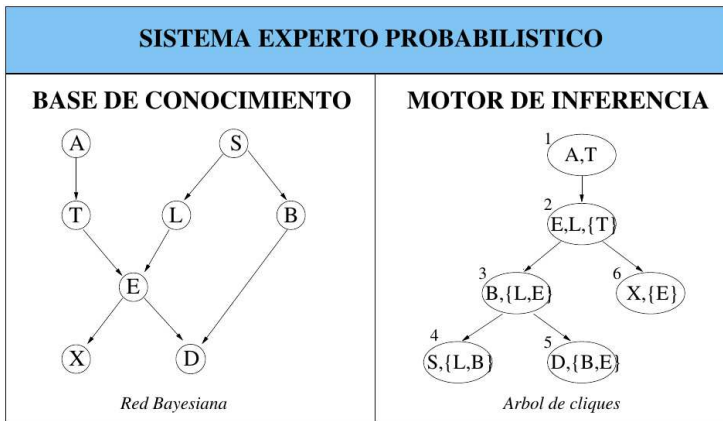 SISTEMA EXPERTO PROBABILISTICO
BASE DE CONOCIMIENTO
A
S
T
L
B
E
X
D
Red Bayesiana
MOTOR DE INFERENCIA
1
A,T
2
E,L,{T}
3
B,{L,E}
6
X,{E}
4
S,{L,B}
5
D,{B,E}
Arbol de cliques